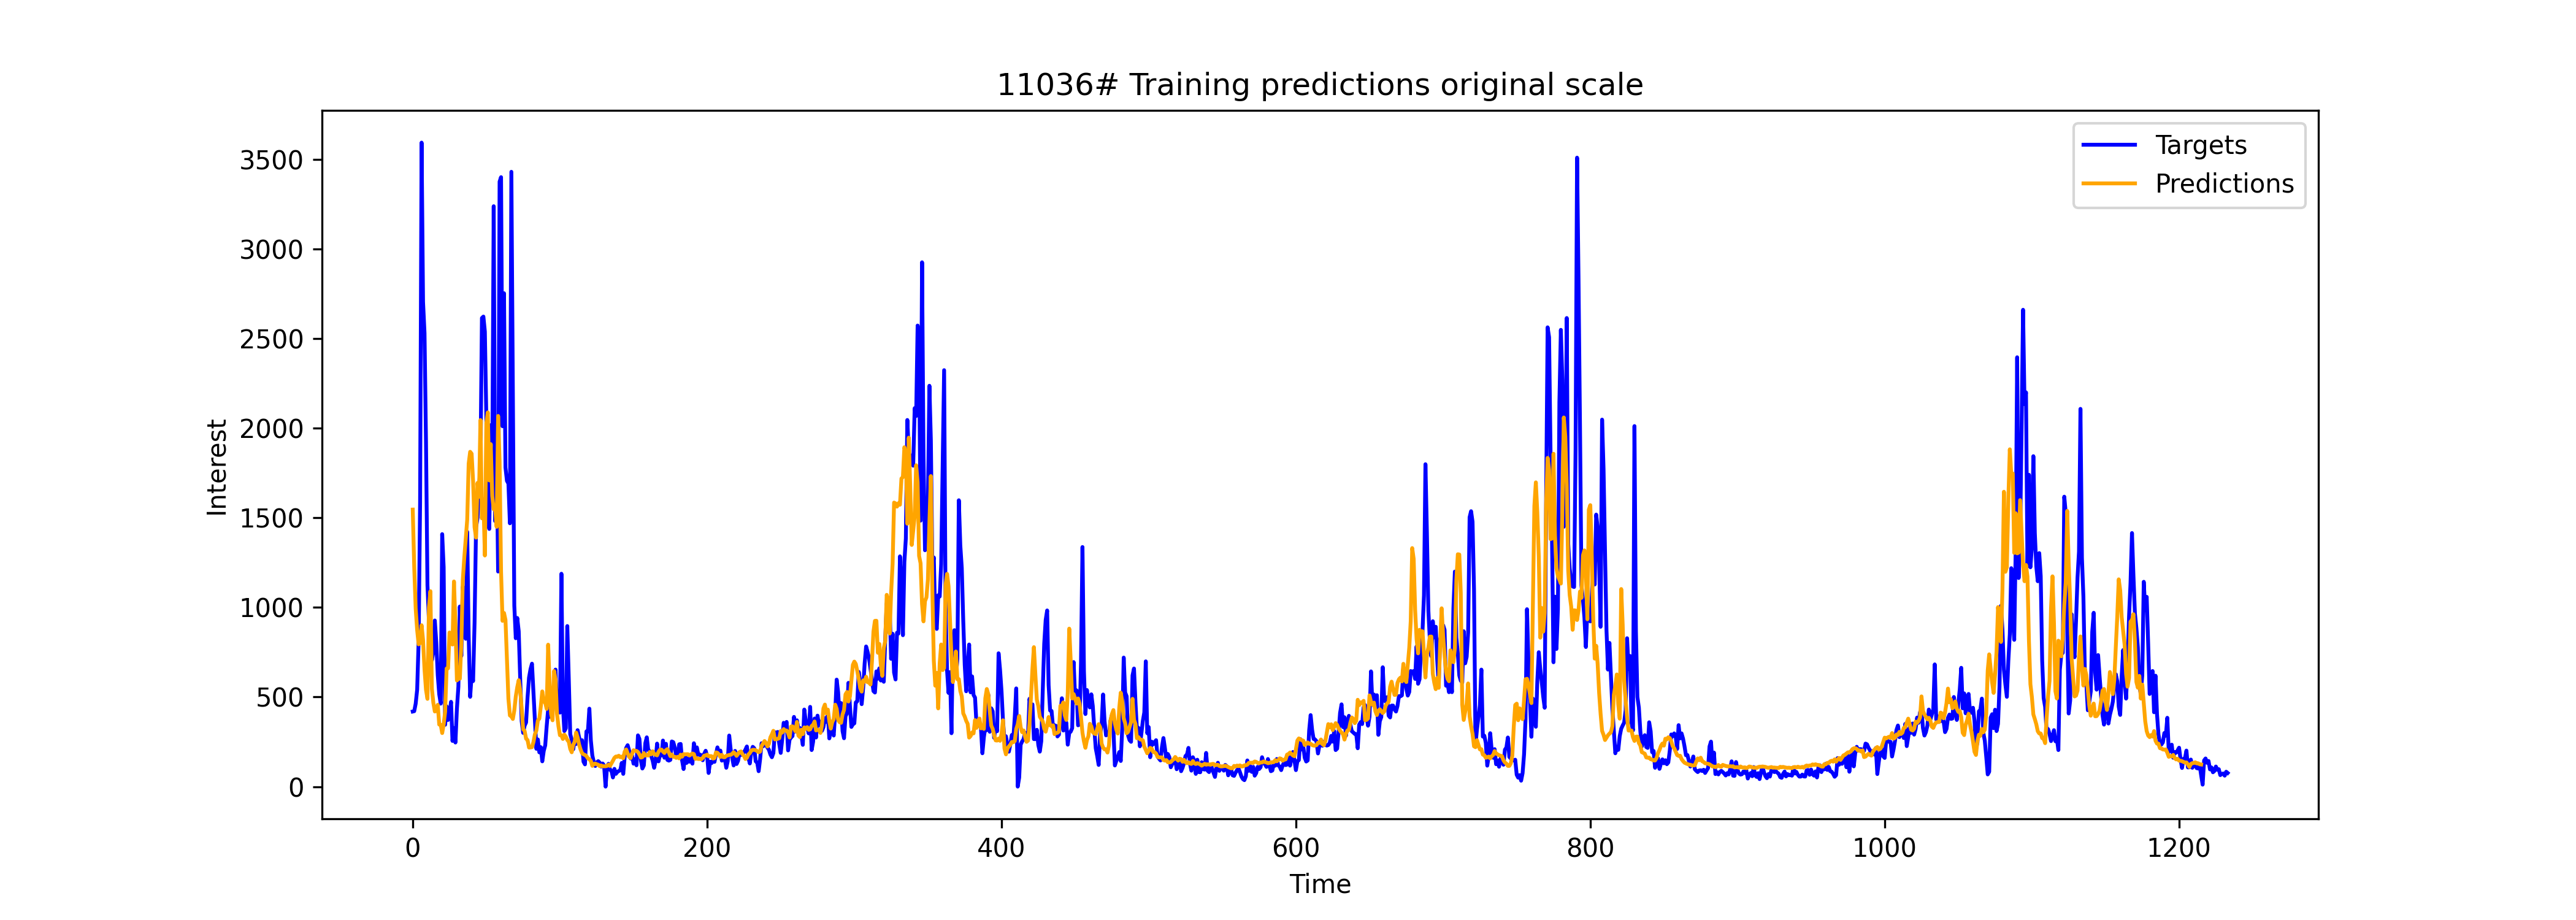 11036# Training predictions original scale
Targets
Predictions
Interest
3500
3000
2500
2000
1500
1000
500
0
0 200 400 600 800 1000 1200
Time